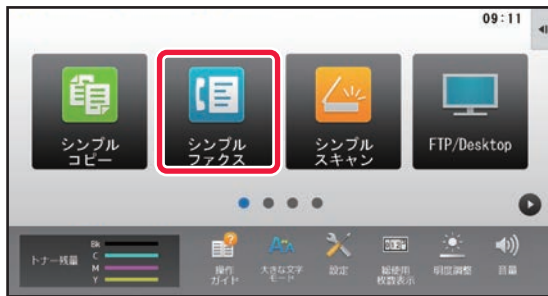 09:11
シンプル
コピー
シンプル
ファクス
シンプル
スキャン
FTP/Desktop
トナー残量
Bk
C
M
Y
操作
ガイド
大きな文字
モード
設定
総使用
枚数表示
明度調整
音量